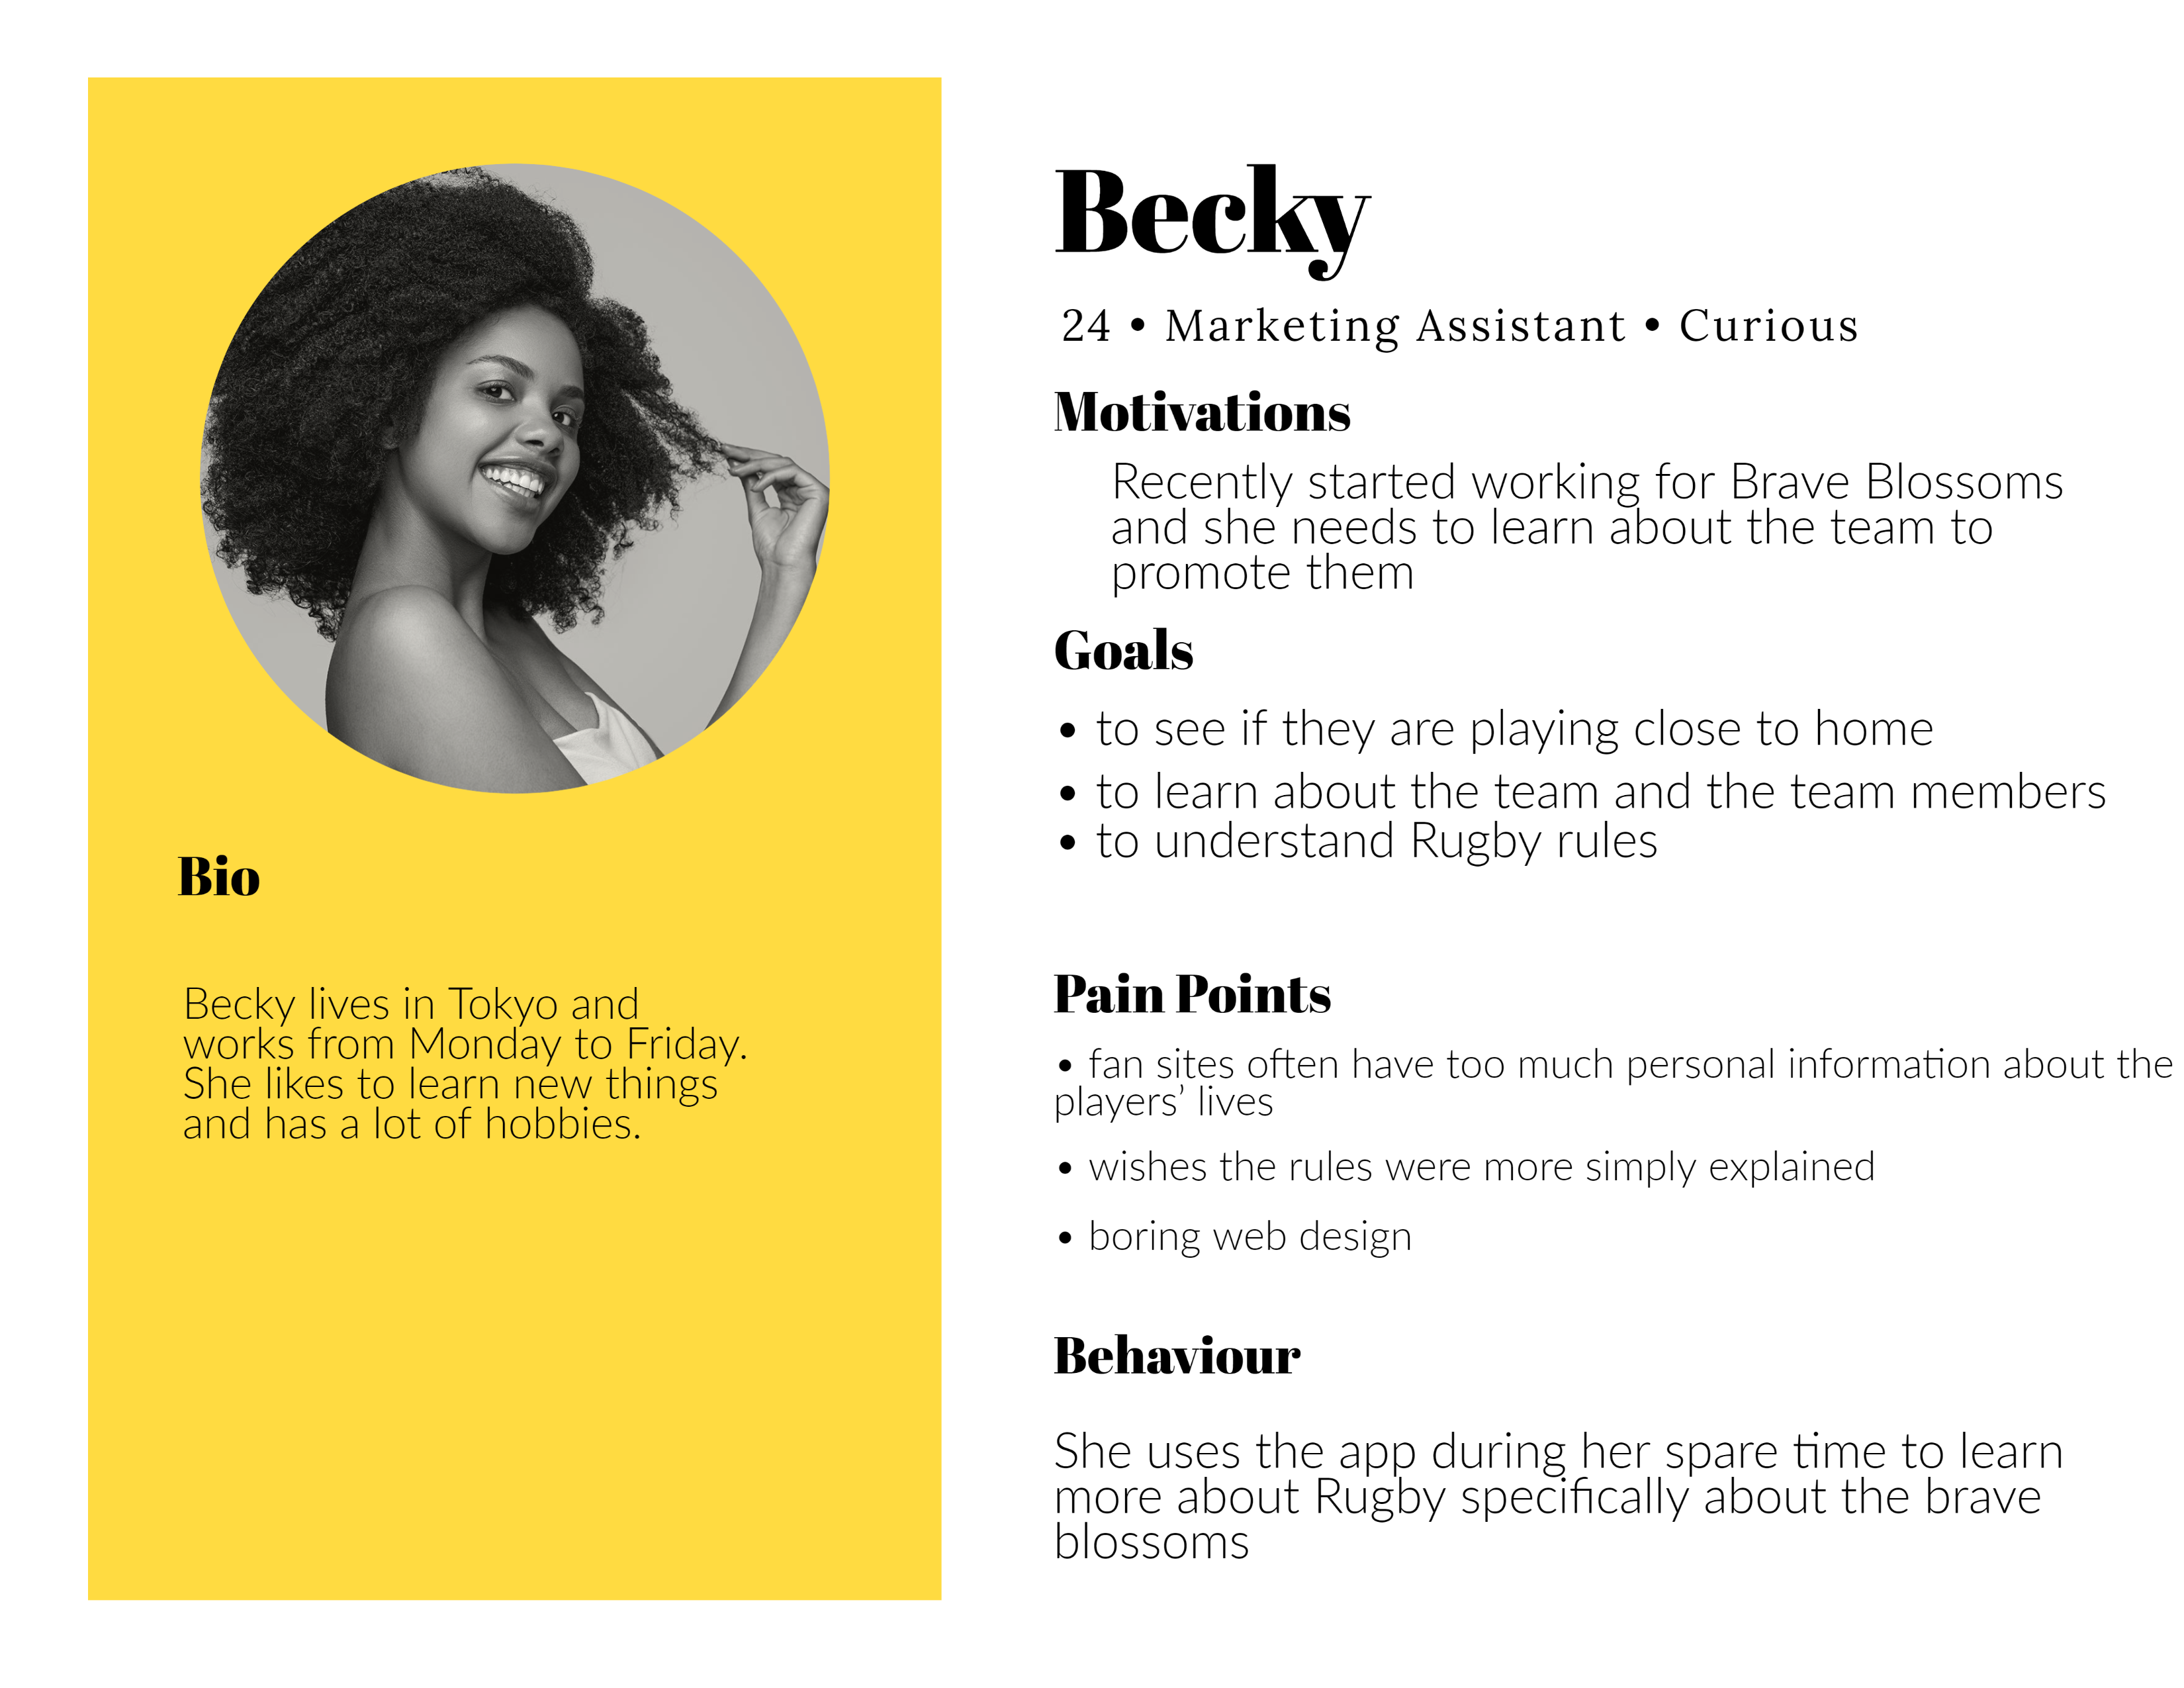 Becky
24 • Marketing Assistant • Curious
Motivations
Recently started working for Brave Blossoms
and she needs to learn about the team to
promote them
Goals
• to see if they are playing close to home
• to learn about the team and the team members
• to understand Rugby rules
Bio
Becky lives in Tokyo and
works from Monday to Friday.
She likes to learn new things
and has a lot of hobbies.
Pain Points
• fan sites often have too much personal information about the
players’ lives
• wishes the rules were more simply explained
• boring web design
Behaviour
She uses the app during her spare time to learn
more about Rugby specifically about the brave
blossoms